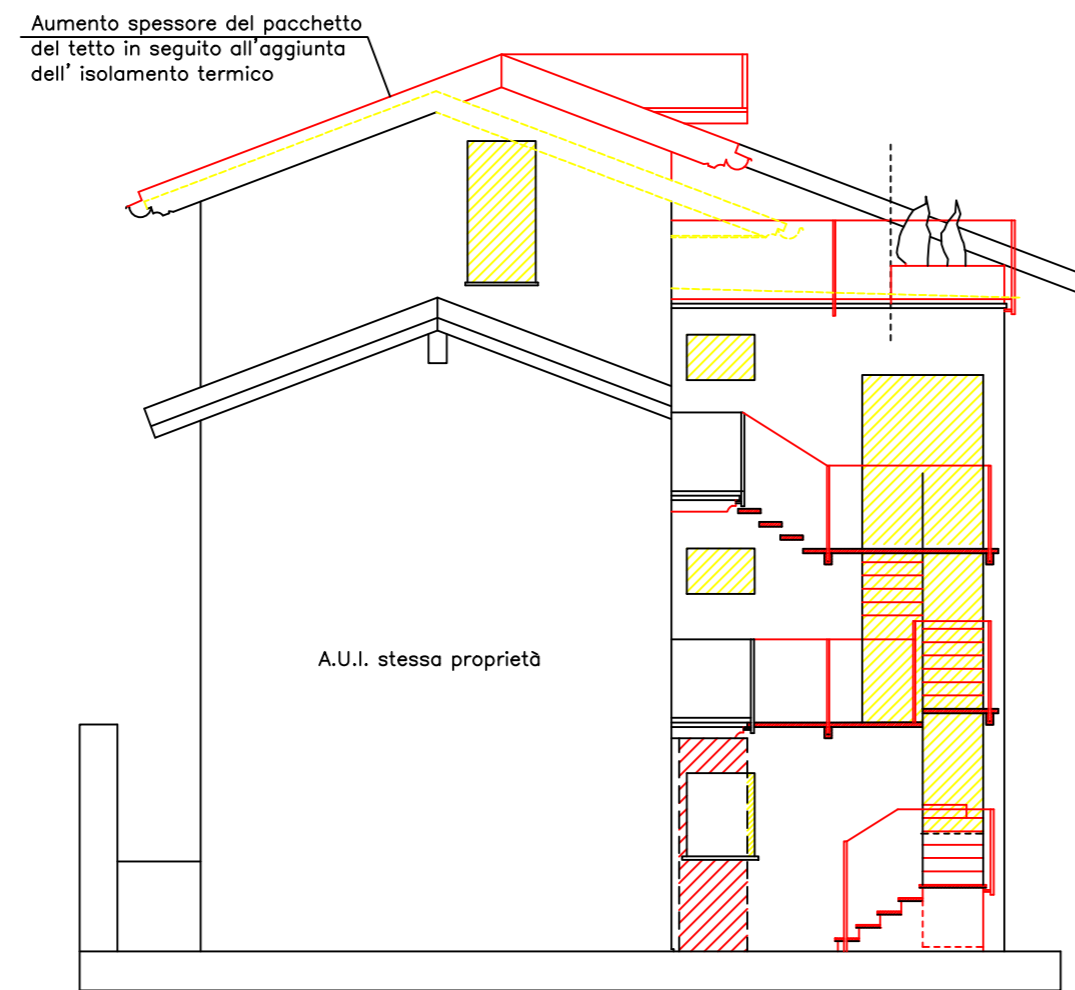 Aumento spessore del pacchetto
del tetto in seguito all'aggiunta
dell' isolamento termico
A.U.I. stessa proprietà